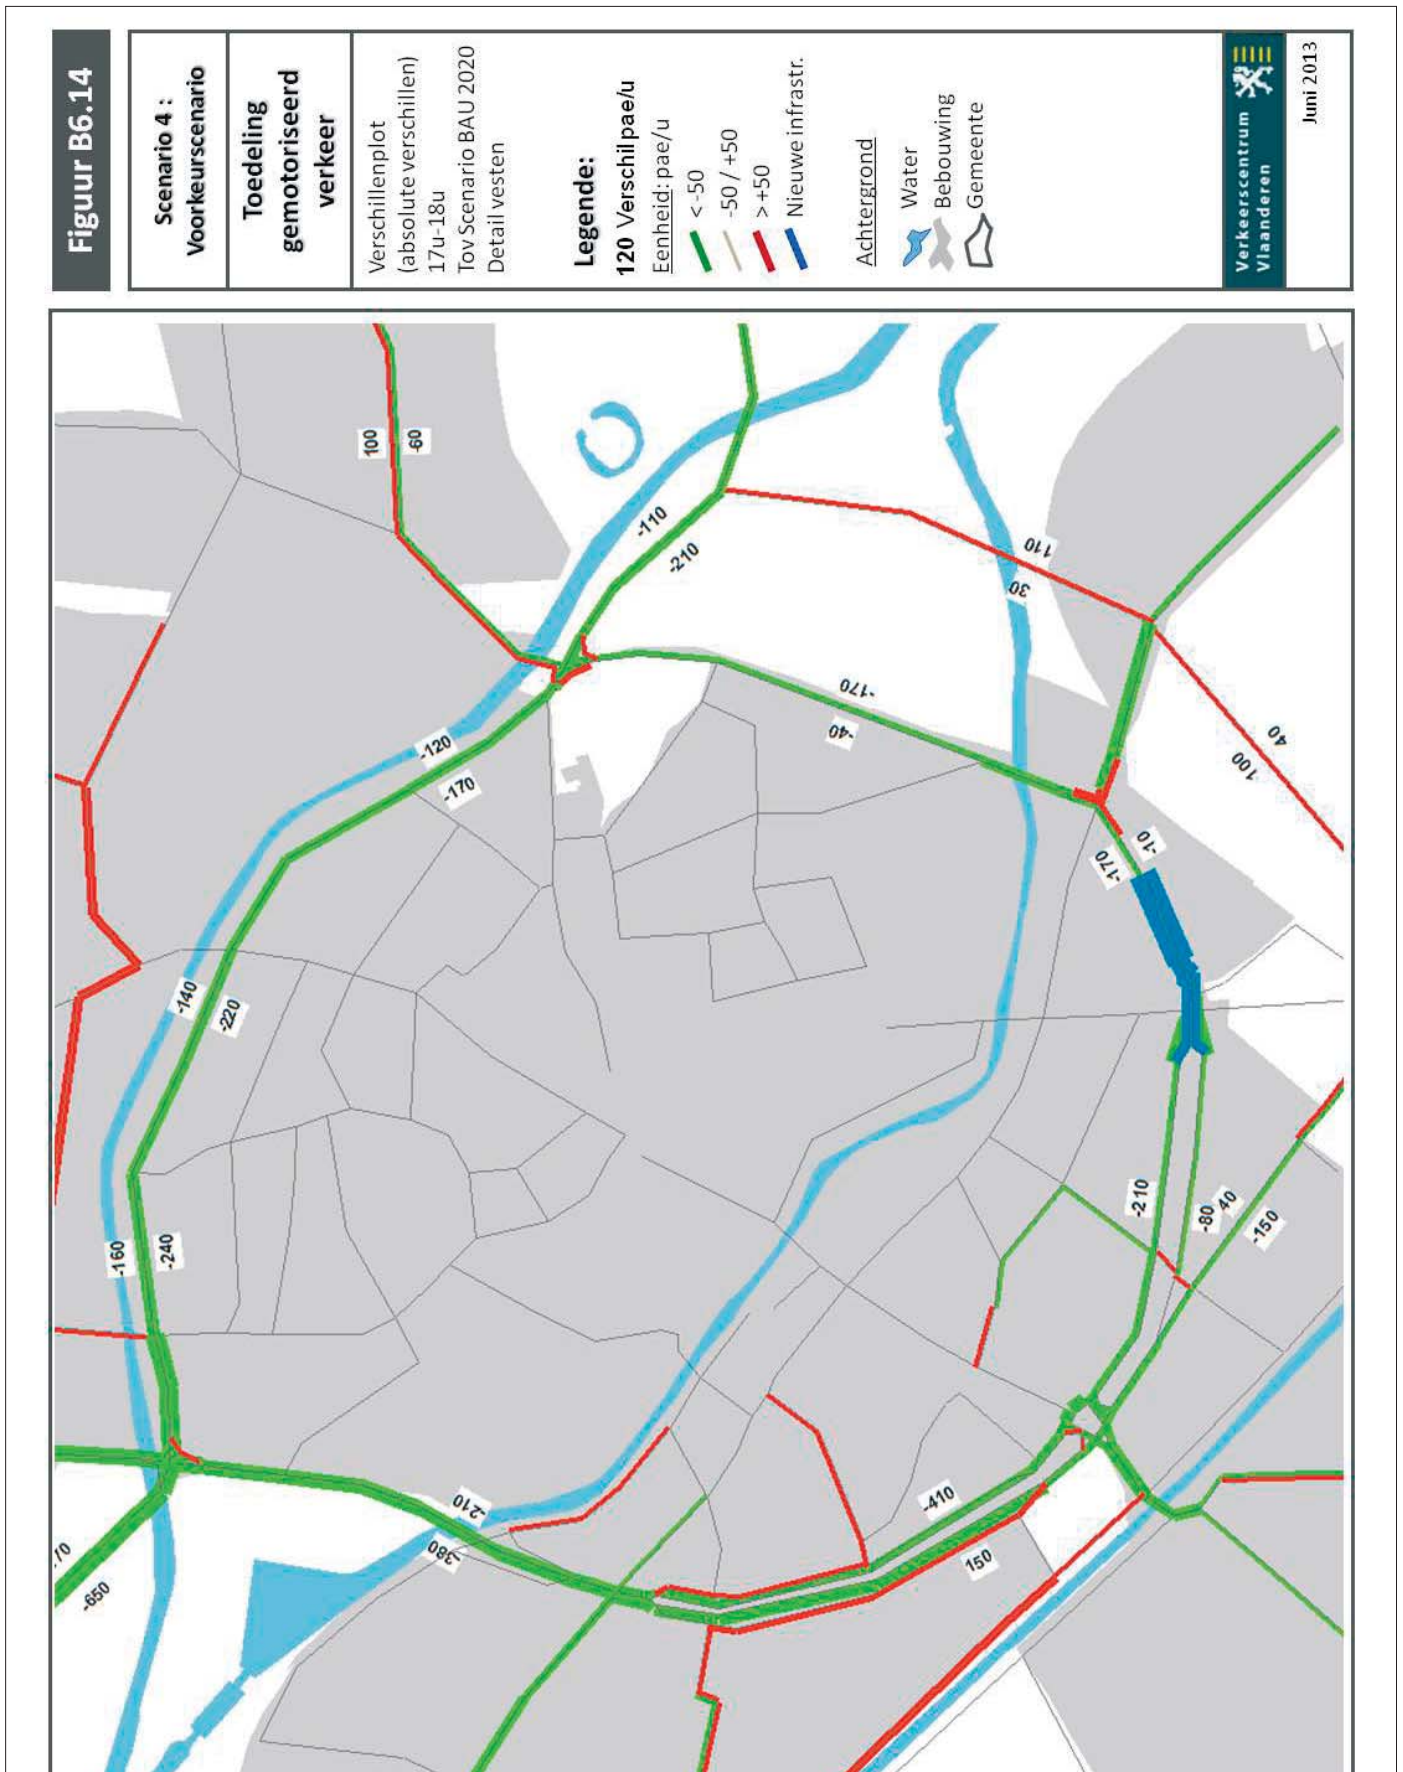 Figuur B6.14
Scenario 4 :
Voorkeurscenario
Toedeling
gemotoriseerd
verkeer
Verschillenplot
(absolute verschillen)
17u-18u
Tov Scenario BAU 2020
Detail vesten
Legende:
120 Verschil pae/u
Eenheid: pae/u
< -50
-50 / +50
> +50
Nieuwe infrastr.
Achtergrond
Water
Bebouwing
Gemeente
Verkeerscentrum
Vlaanderen
Juni 2013
100
-60
-110
-210
110
30
-170
-40
-120
-170
40
100
-10
-170
-140
-220
-160
-240
-210
-80
40
-150
-210
-380
-410
150
-650